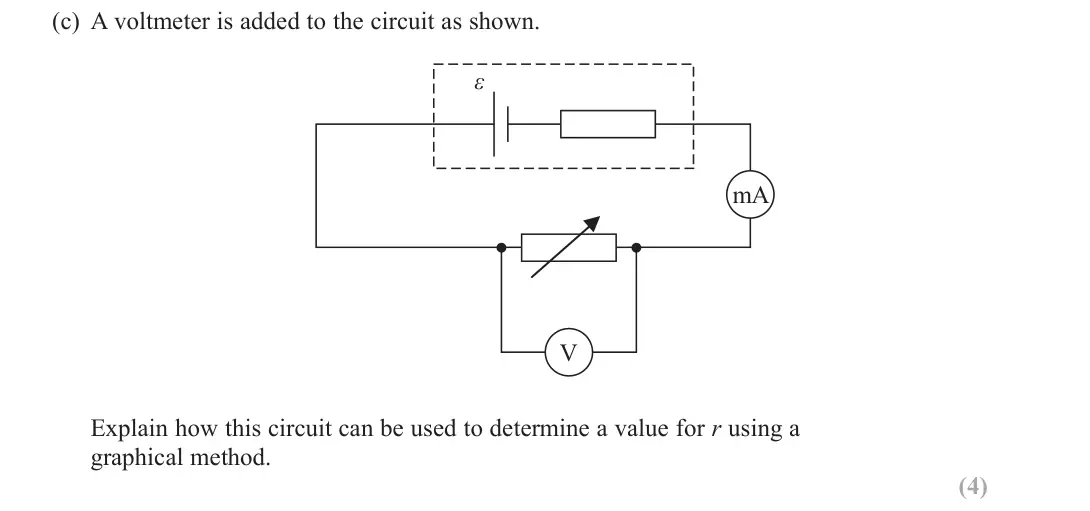 (c) A voltmeter is added to the circuit as shown.
ε
mA
V
Explain how this circuit can be used to determine a value for r using a
graphical method.
(4)